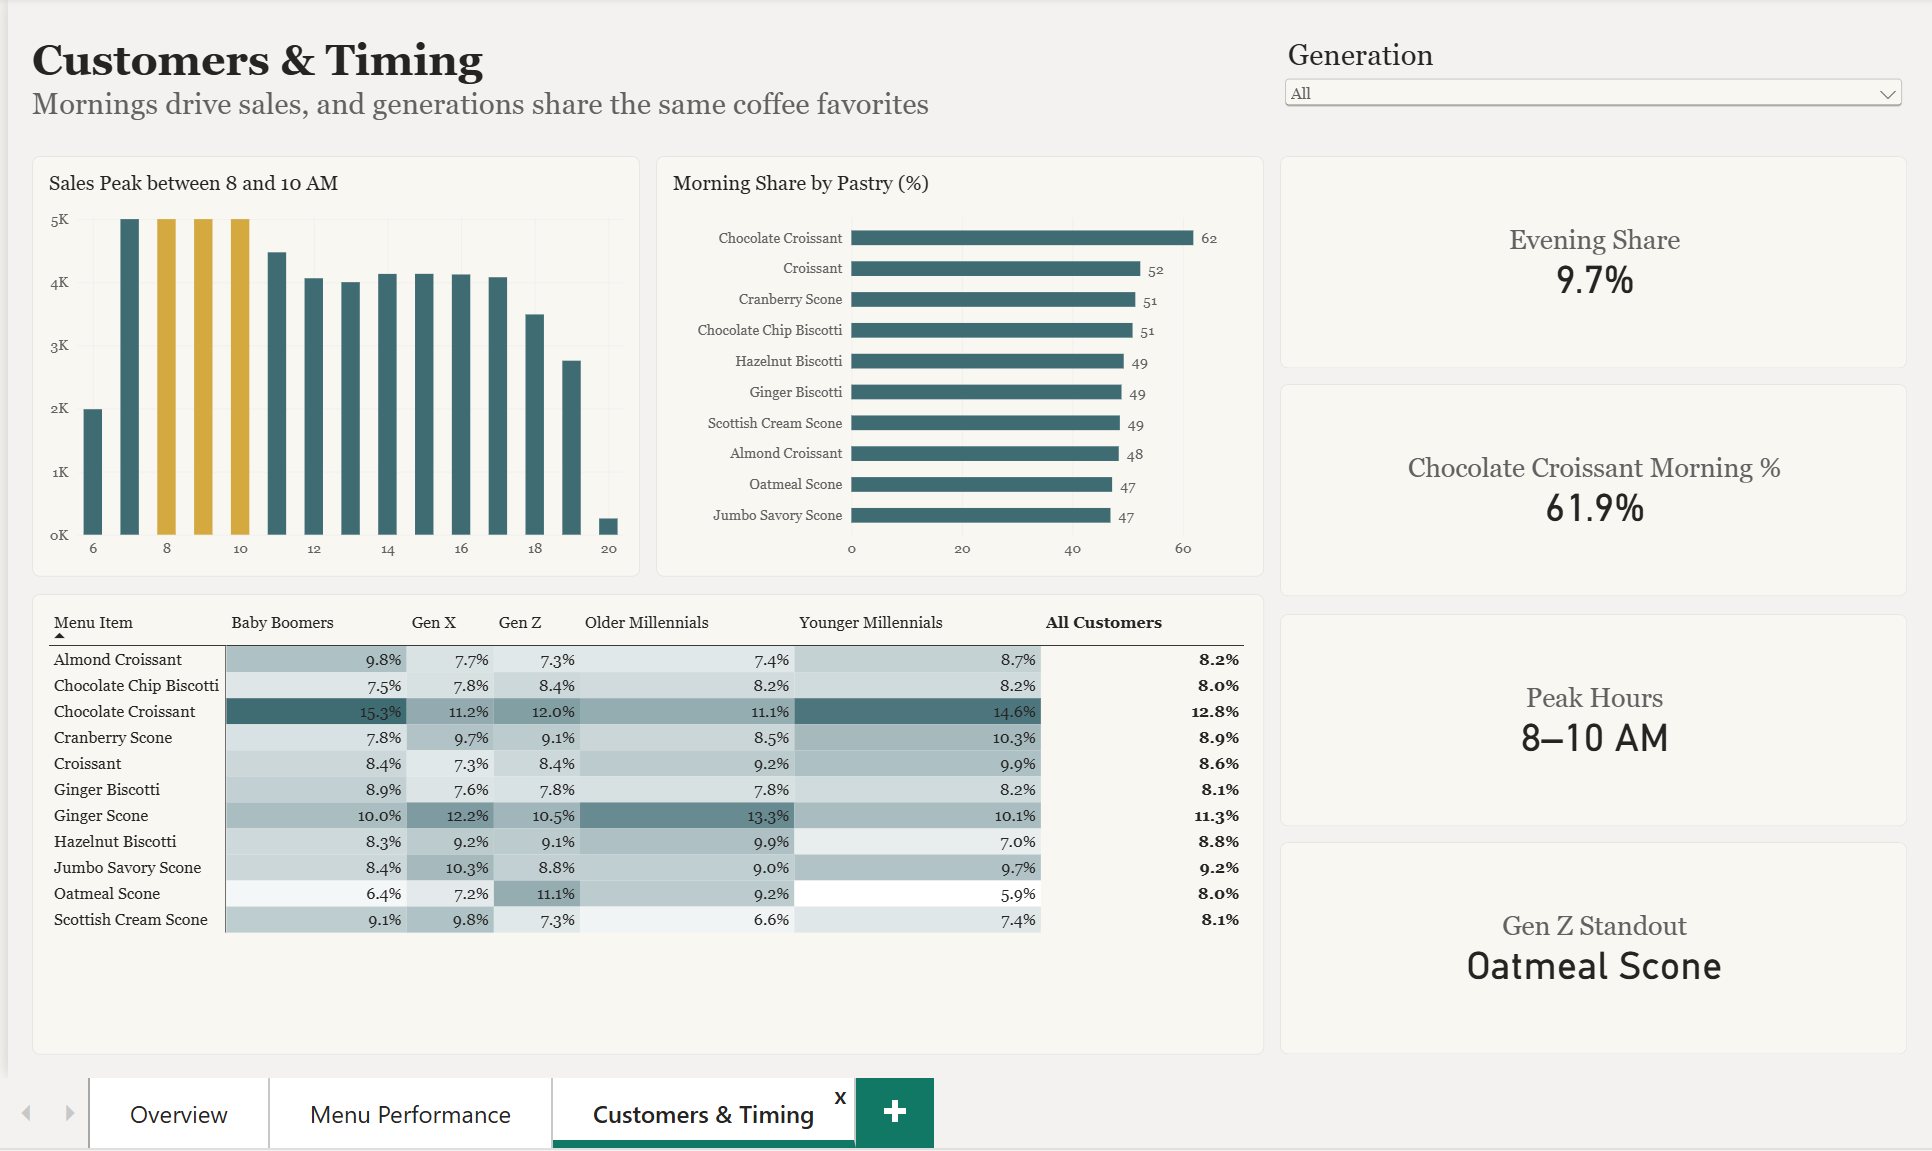 Customers & Timing
Mornings drive sales, and generations share the same coffee favorites
Generation
All
Sales Peak between 8 and 10 AM
5K
4K
3K
2K
1K
0K
6 8 10 12 14 16 18 20
Morning Share by Pastry (%)
Chocolate Croissant 62
Croissant 52
Cranberry Scone 51
Chocolate Chip Biscotti 51
Hazelnut Biscotti 49
Ginger Biscotti 49
Scottish Cream Scone 49
Almond Croissant 48
Oatmeal Scone 47
Jumbo Savory Scone 47
0 20 40 60
Evening Share
9.7%
Chocolate Croissant Morning %
61.9%
Peak Hours
8–10 AM
Gen Z Standout
Oatmeal Scone
Menu Item Baby Boomers Gen X Gen Z Older Millennials Younger Millennials All Customers
Almond Croissant 9.8% 7.7% 7.3% 7.4% 8.7% 8.2%
Chocolate Chip Biscotti 7.5% 7.8% 8.4% 8.2% 8.2% 8.0%
Chocolate Croissant 15.3% 11.2% 12.0% 11.1% 14.6% 12.8%
Cranberry Scone 7.8% 9.7% 9.1% 8.5% 10.3% 8.9%
Croissant 8.4% 7.3% 8.4% 9.2% 9.9% 8.6%
Ginger Biscotti 8.9% 7.6% 7.8% 7.8% 8.2% 8.1%
Ginger Scone 10.0% 12.2% 10.5% 13.3% 10.1% 11.3%
Hazelnut Biscotti 8.3% 9.2% 9.1% 9.9% 7.0% 8.8%
Jumbo Savory Scone 8.4% 10.3% 8.8% 9.0% 9.7% 9.2%
Oatmeal Scone 6.4% 7.2% 11.1% 9.2% 5.9% 8.0%
Scottish Cream Scone 9.1% 9.8% 7.3% 6.6% 7.4% 8.1%
Overview Menu Performance Customers & Timing x